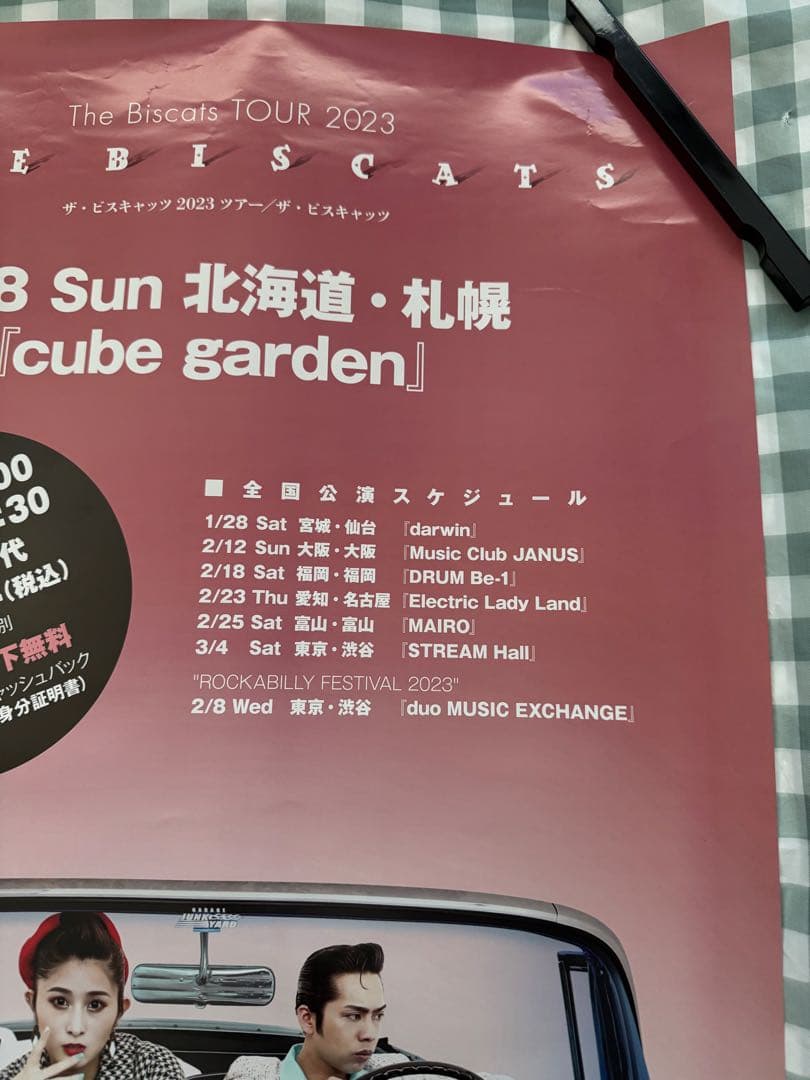 The Biscats TOUR 2023
E BISCATS
ザ・ビスキャッツ 2023 ツアー/ザ・ビスキャッツ
8 Sun 北海道・札幌
『cube garden』
00
:30
代
(税込)
別
下無料
ャッシュバック
身分証明書)
■全国公演スケジュール
1/28 Sat 宮城・仙台 『darwin』
2/12 Sun 大阪・大阪 『Music Club JANUS』
2/18 Sat 福岡・福岡 『DRUM Be-1』
2/23 Thu 愛知・名古屋 『Electric Lady Land』
2/25 Sat 富山・富山 『MAIRO』
3/4 Sat 東京・渋谷 『STREAM Hall』
"ROCKABILLY FESTIVAL 2023"
2/8 Wed 東京・渋谷 『duo MUSIC EXCHANGE』
GARAGE
JUNK
YARD